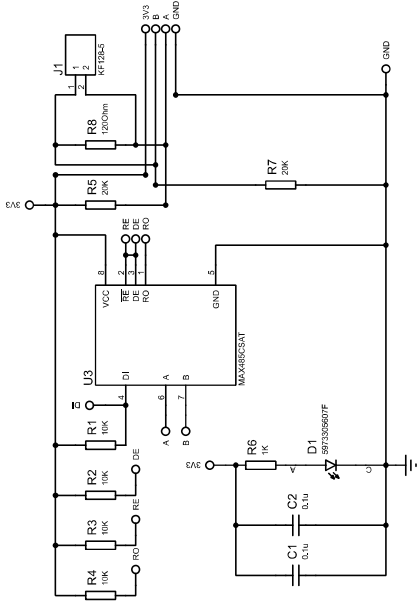 3V3
R4
10K
R3
10K
R2
10K
R1
10K
R5
20K
R8
120Ohm
J1
1
2
1
2
KF128-5
RO
RE
DE
DI
U3
4
DI
VCC
8
RE
2
RE
DE
3
DE
RO
1
RO
3V3
B
A
GND
A
6
A
B
7
B
GND
5
MAX485CSAT
3V3
R6
1K
A
D1
5973305607F
C
C1
0.1u
C2
0.1u
R7
20K
GND